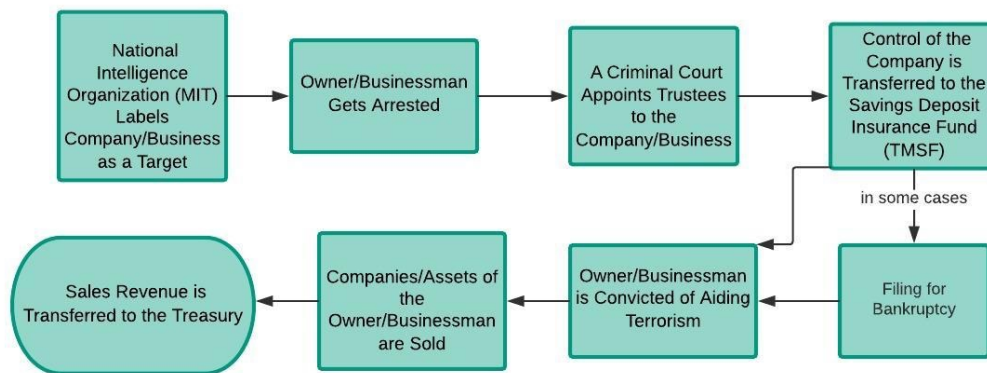 National
Intelligence
Organization (MIT)
Labels
Company/Business
as a Target
Owner/Businessman
Gets Arrested
A Criminal Court
Appoints Trustees
to the
Company/Business
Control of the
Company is
Transferred to the
Savings Deposit
Insurance Fund
(TMSF)
in some cases
Filing for
Bankruptcy
Owner/Businessman
is Convicted of Aiding
Terrorism
Companies/Assets of
the
Owner/Businessman
are Sold
Sales Revenue is
Transferred to the Treasury